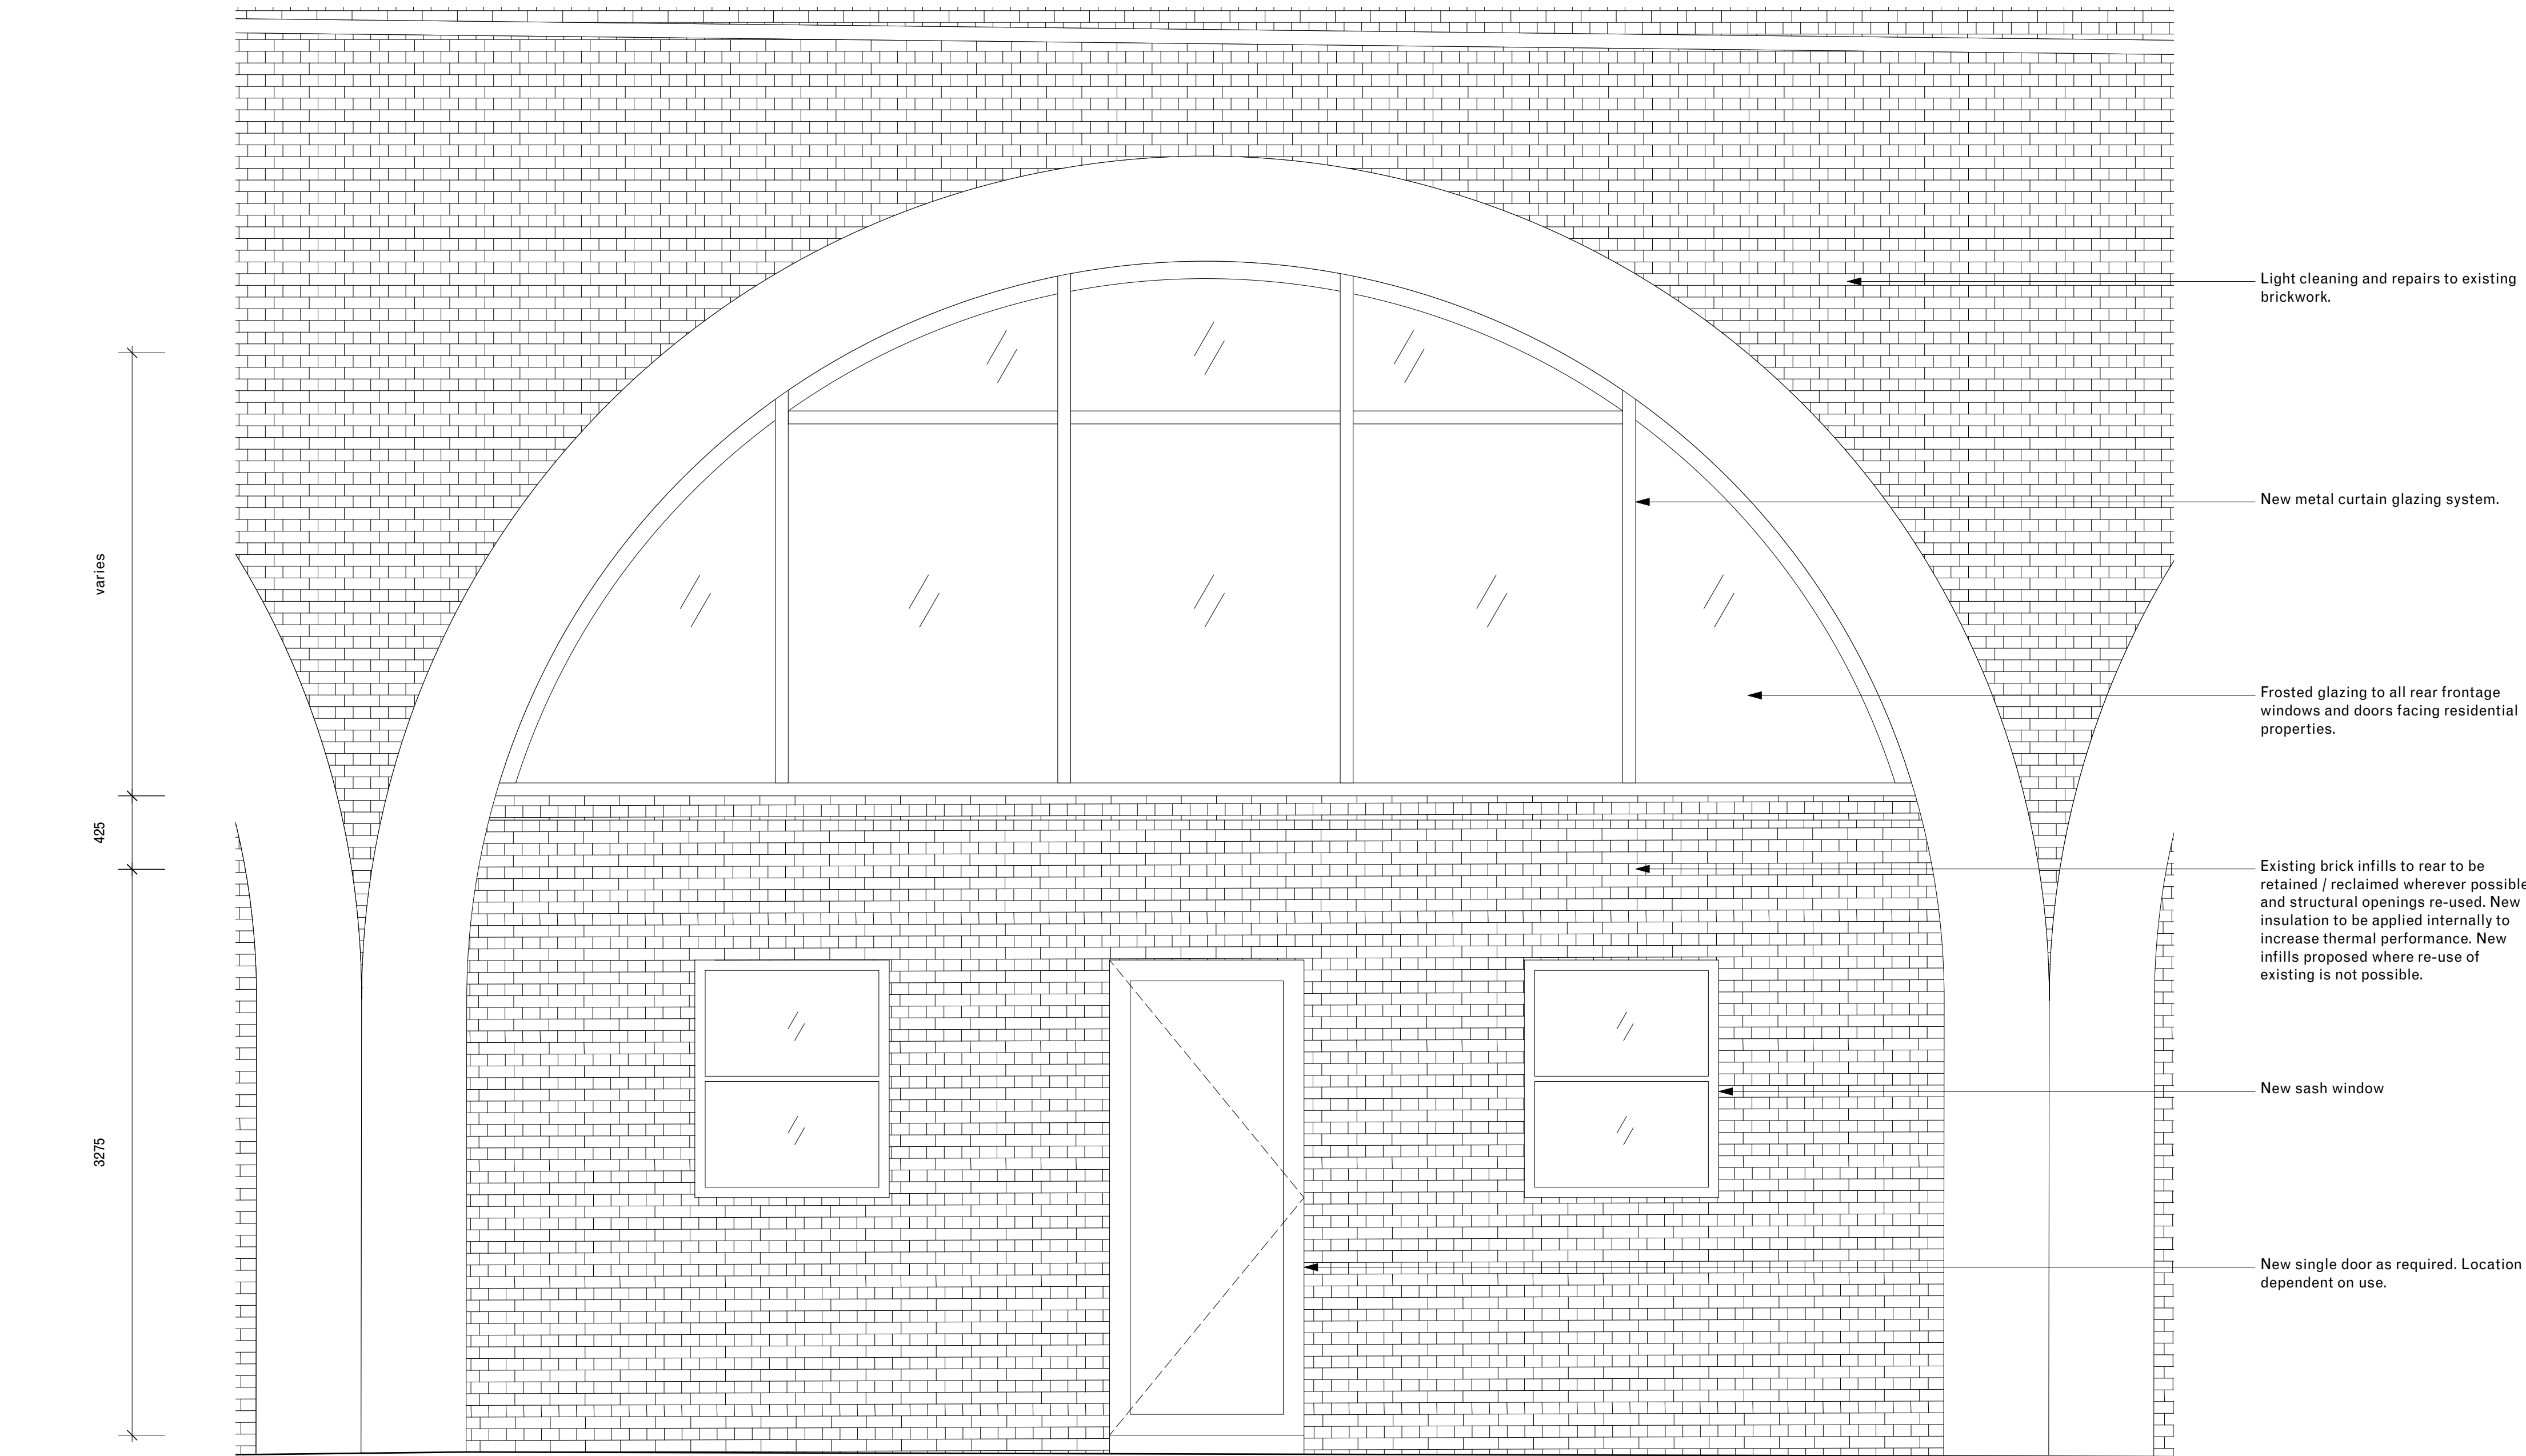 Light cleaning and repairs to existing
brickwork.
New metal curtain glazing system.
Frosted glazing to all rear frontage
windows and doors facing residential
properties.
Existing brick infills to rear to be
retained / reclaimed wherever possible
and structural openings re-used. New
insulation to be applied internally to
increase thermal performance. New
infills proposed where re-use of
existing is not possible.
New sash window
New single door as required. Location
dependent on use.
varies
425
3275